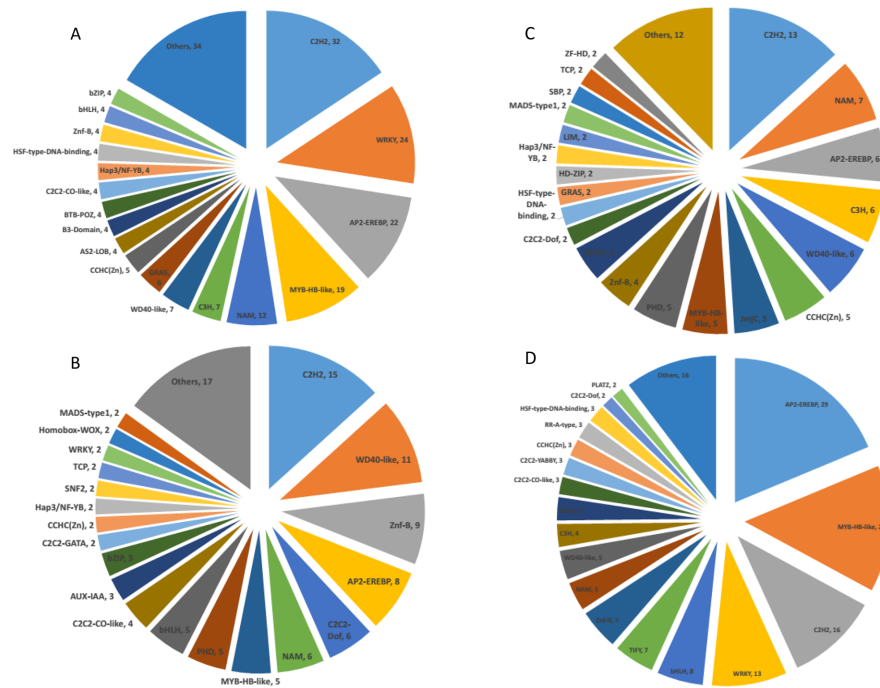 A
C2H2, 32
WRKY, 24
AP2-EREBP, 22
MYB-HB-like, 19
NAM, 12
C3H, 7
WD40-like, 7
GRAS,
CCHC(Zn), 5
AS2-LOB, 4
B3-Domain, 4
BTB-POZ, 4
C2C2-CO-like, 4
Hap3/NF-YB, 4
HSF-type-DNA-binding, 4
Znf-B, 4
bHLH, 4
bZIP, 4
Others, 34
C
C2H2, 13
NAM, 7
AP2-EREBP, 6
C3H, 6
WD40-like, 6
CCHC(Zn), 5
JmjC, 5
MYB-HB-
like, 5
PHD, 5
Znf-B, 4
C2C2-Dof, 2
HSF-type-
DNA-
binding, 2
GRAS, 2
HD-ZIP, 2
Hap3/NF-
YB, 2
LIM, 2
MADS-type1, 2
SBP, 2
TCP, 2
ZF-HD, 2
Others, 12
B
C2H2, 15
WD40-like, 11
Znf-B, 9
AP2-EREBP, 8
C2C2-
Dof, 6
NAM, 6
MYB-HB-like, 5
PHD, 5
bHLH, 5
C2C2-CO-like, 4
AUX-IAA, 3
C2C2-GATA, 2
CCHC(Zn), 2
Hap3/NF-YB, 2
SNF2, 2
TCP, 2
WRKY, 2
Homobox-WOX, 2
MADS-type1, 2
Others, 17
D
AP2-EREBP, 29
MYB-HB-like,
C2H2, 16
WRKY, 13
bHLH, 8
TIFY, 7
Znf-B,
NAM, 5
WD40-like, 5
C3H, 4
C2C2-CO-like, 3
C2C2-YABBY, 3
CCHC(Zn), 3
RR-A-type, 3
HSF-type-DNA-binding, 3
C2C2-Dof, 2
PLATZ, 2
Others, 16